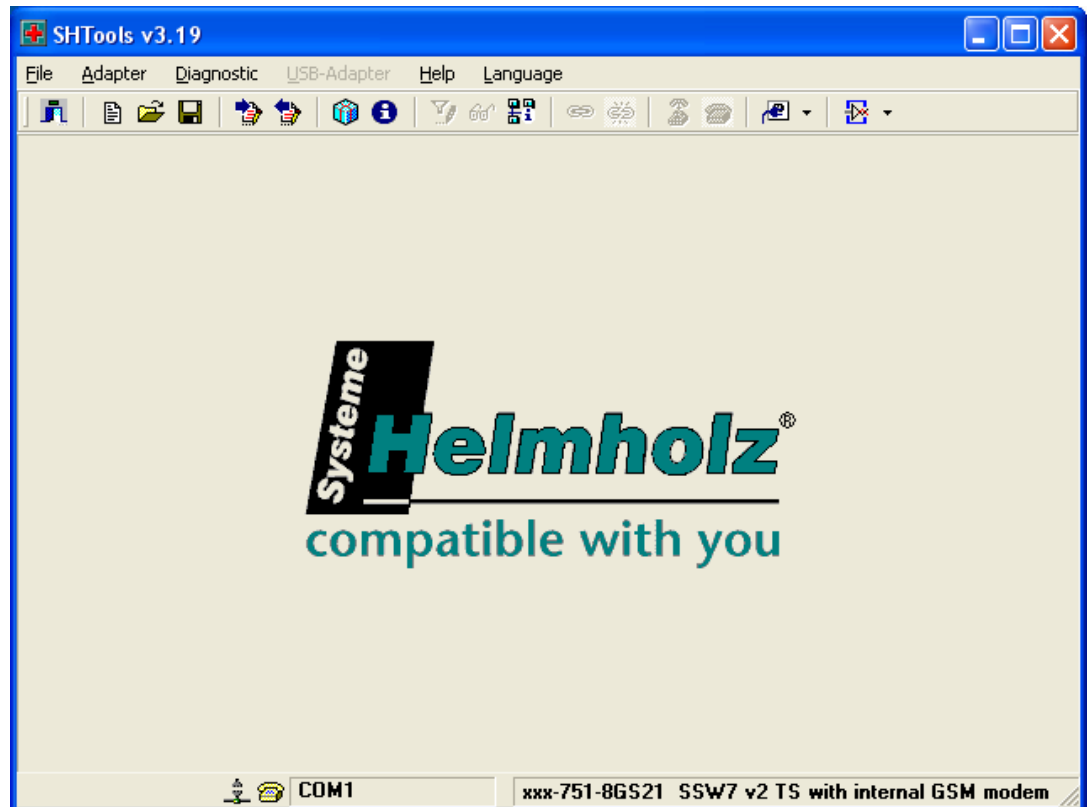 SHTools v3.19
File Adapter Diagnostic USB-Adapter Help Language
Systeme
Helmholz®
compatible with you
COM1
xxx-751-8GS21 SSW7 v2 TS with internal GSM modem